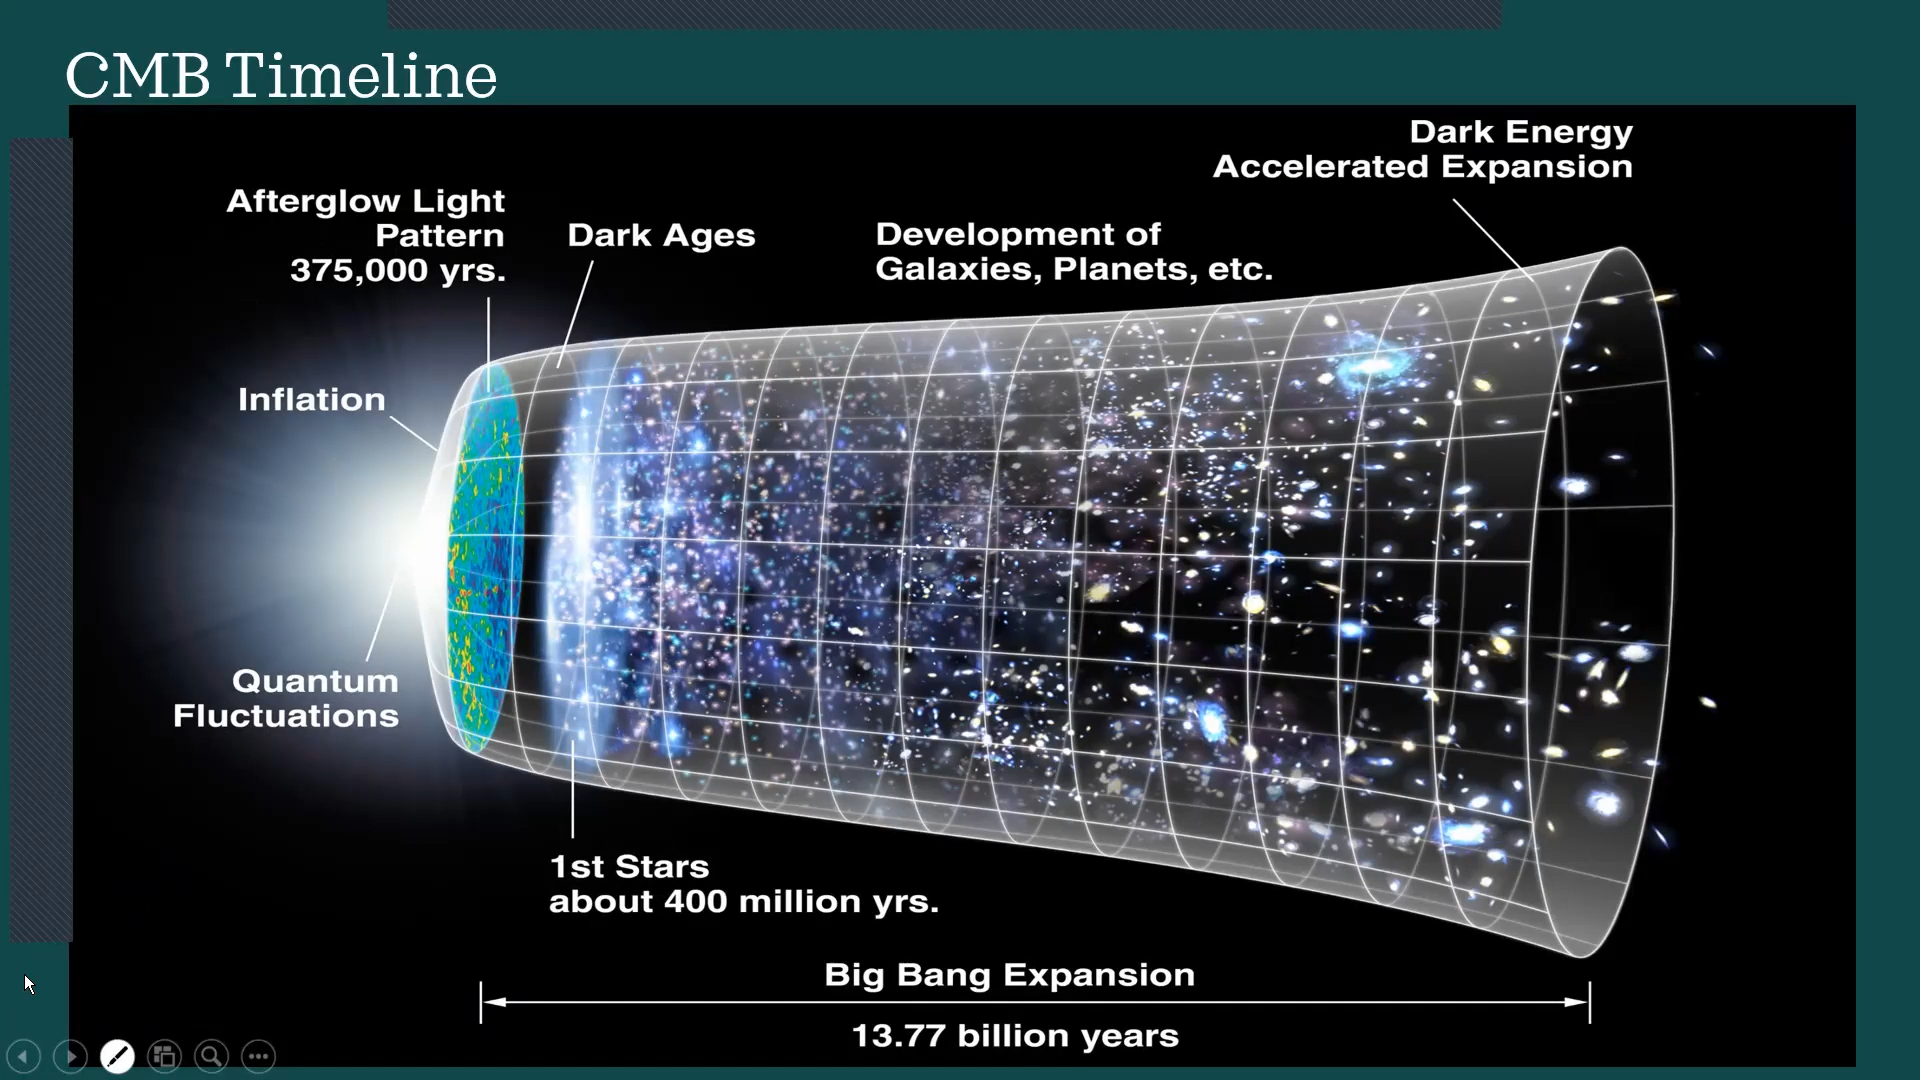 CMB Timeline
Dark Energy
Accelerated Expansion
Afterglow Light
Pattern
375,000 yrs.
Dark Ages
Development of
Galaxies, Planets, etc.
Inflation
Quantum
Fluctuations
1st Stars
about 400 million yrs.
Big Bang Expansion
13.77 billion years